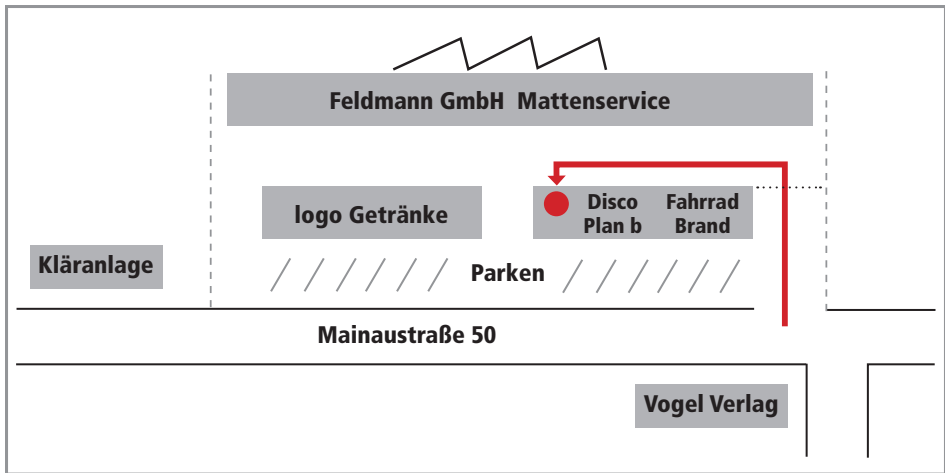 Feldmann GmbH Mattenservice
logo Getränke
Disco
Plan b
Fahrrad
Brand
Kläranlage
Parken
Mainaustraße 50
Vogel Verlag